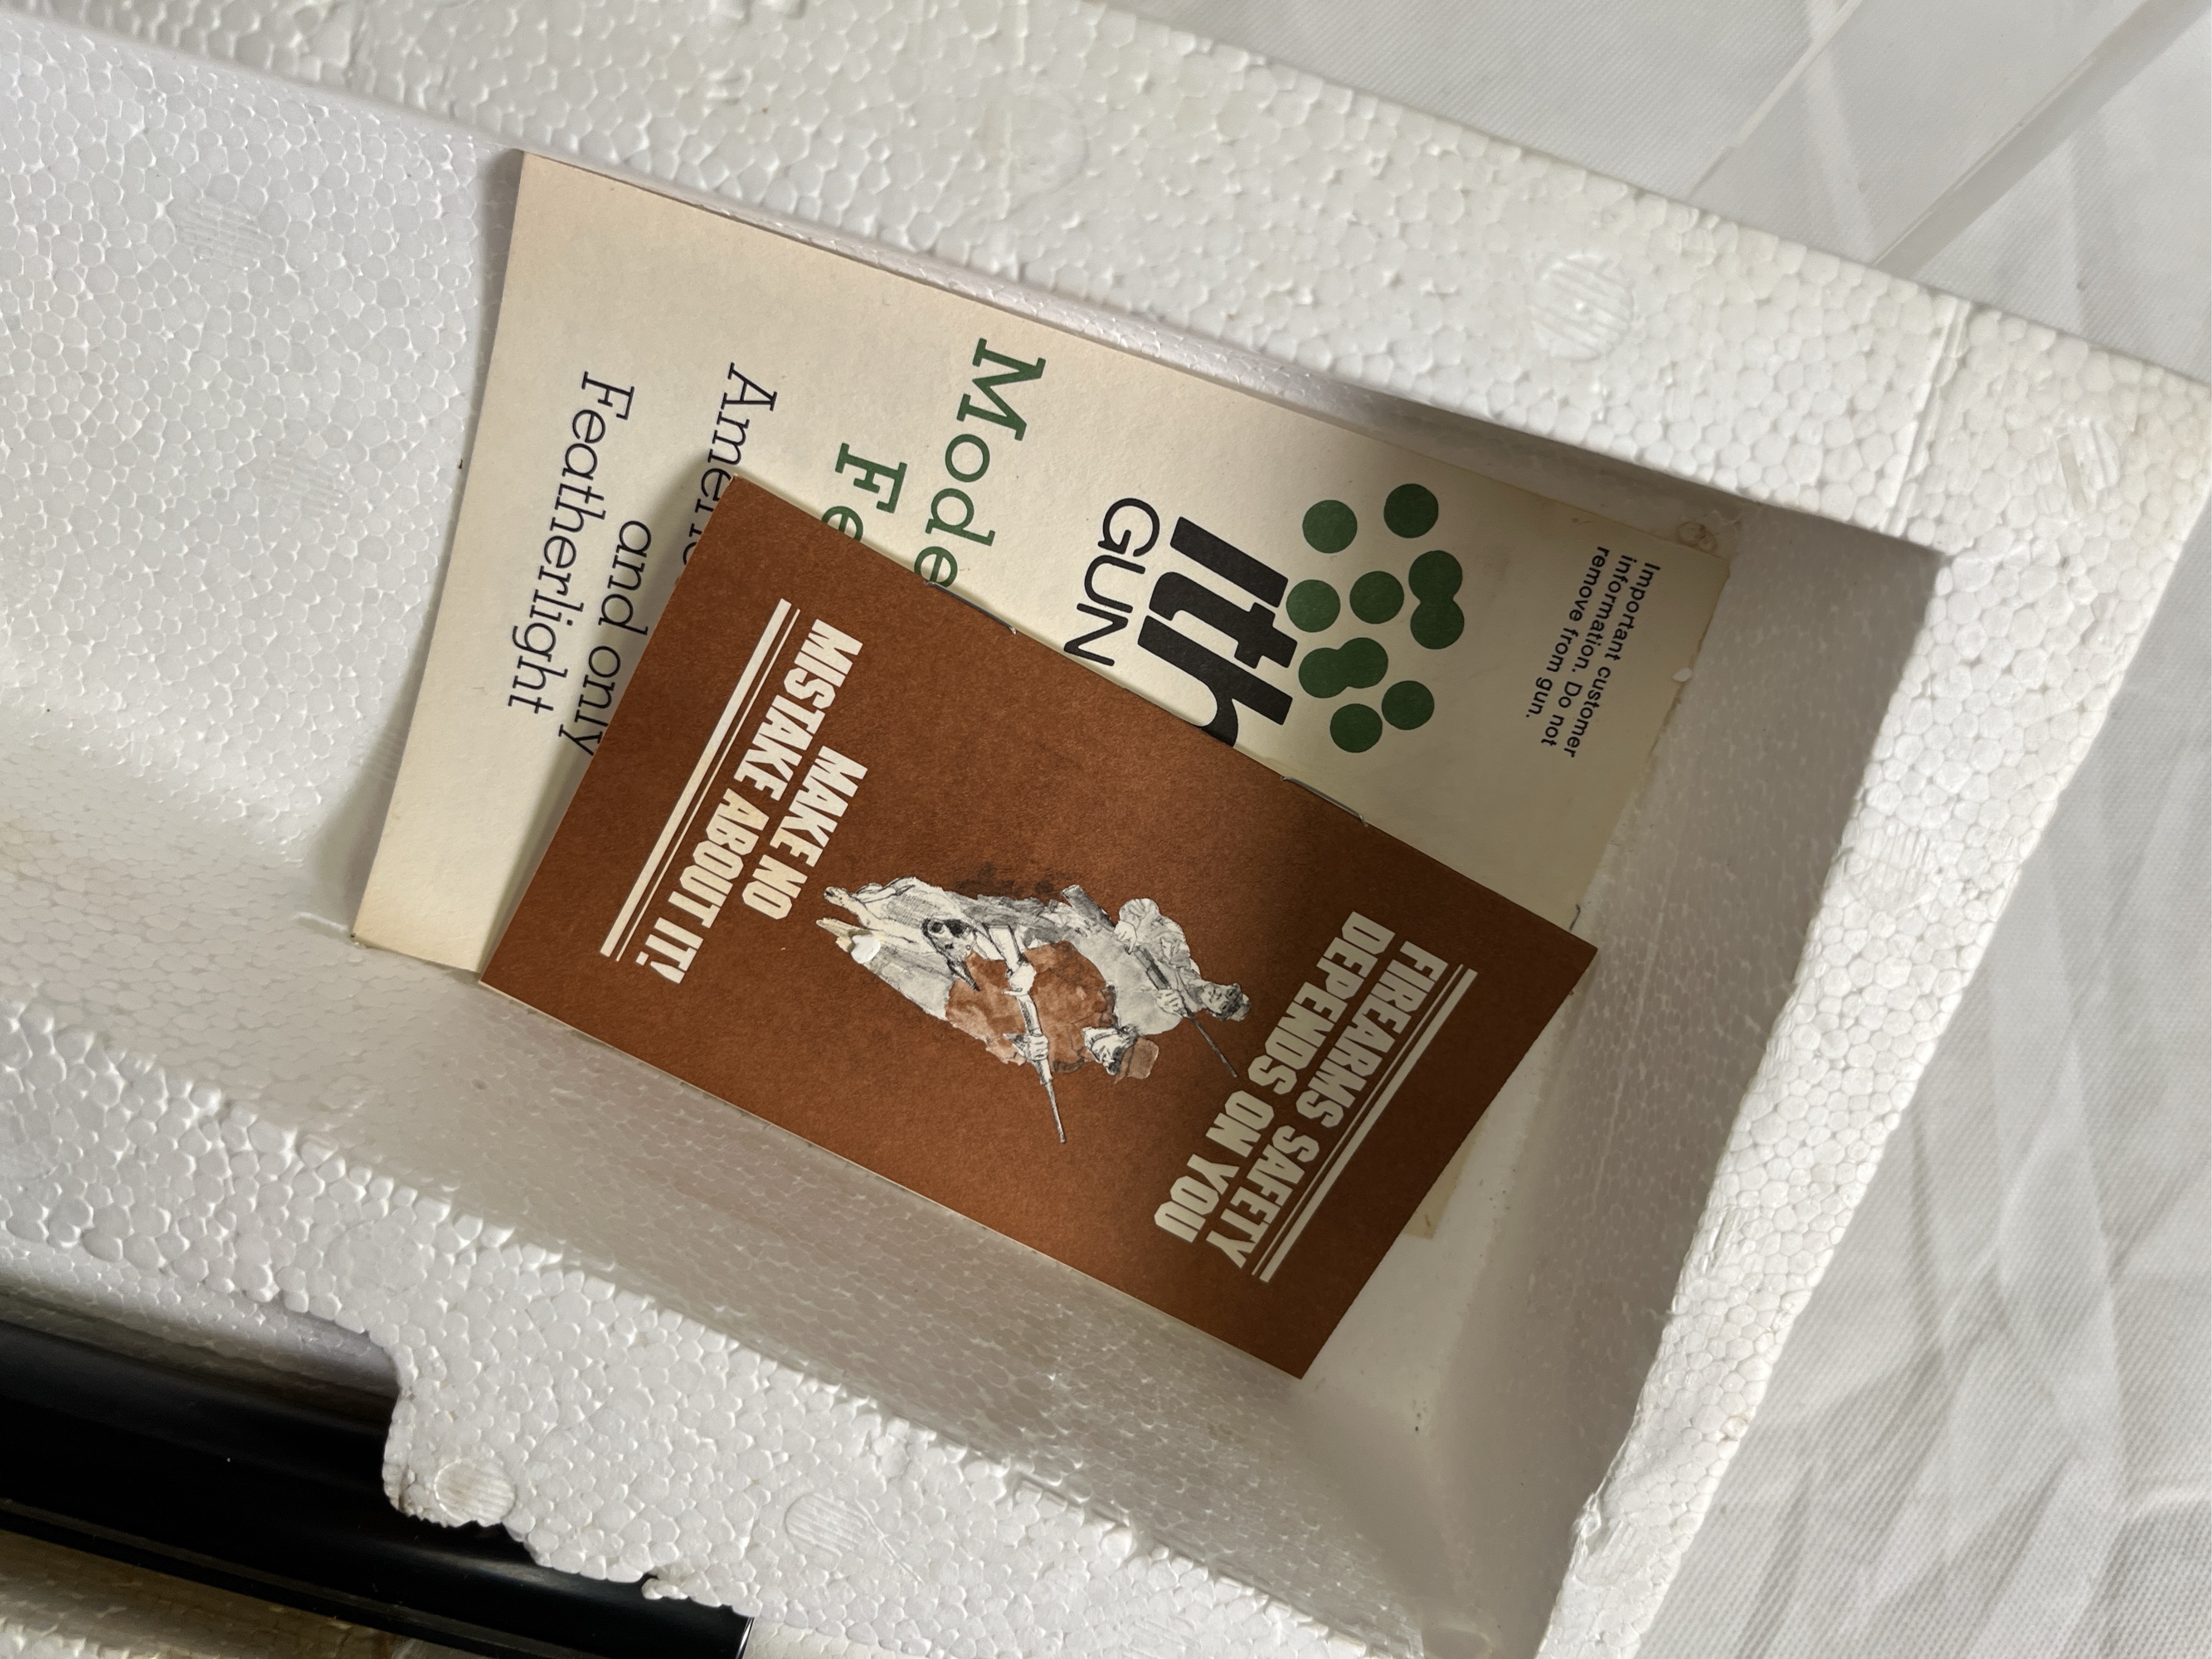 Important customer
information. Do not
remove from gun.
Ith
GUN
Mode
Fe
Ameri
and only
Featherlight
FIREARMS SAFETY
DEPENDS ON YOU
MAKE NO
MISTAKE ABOUT IT!